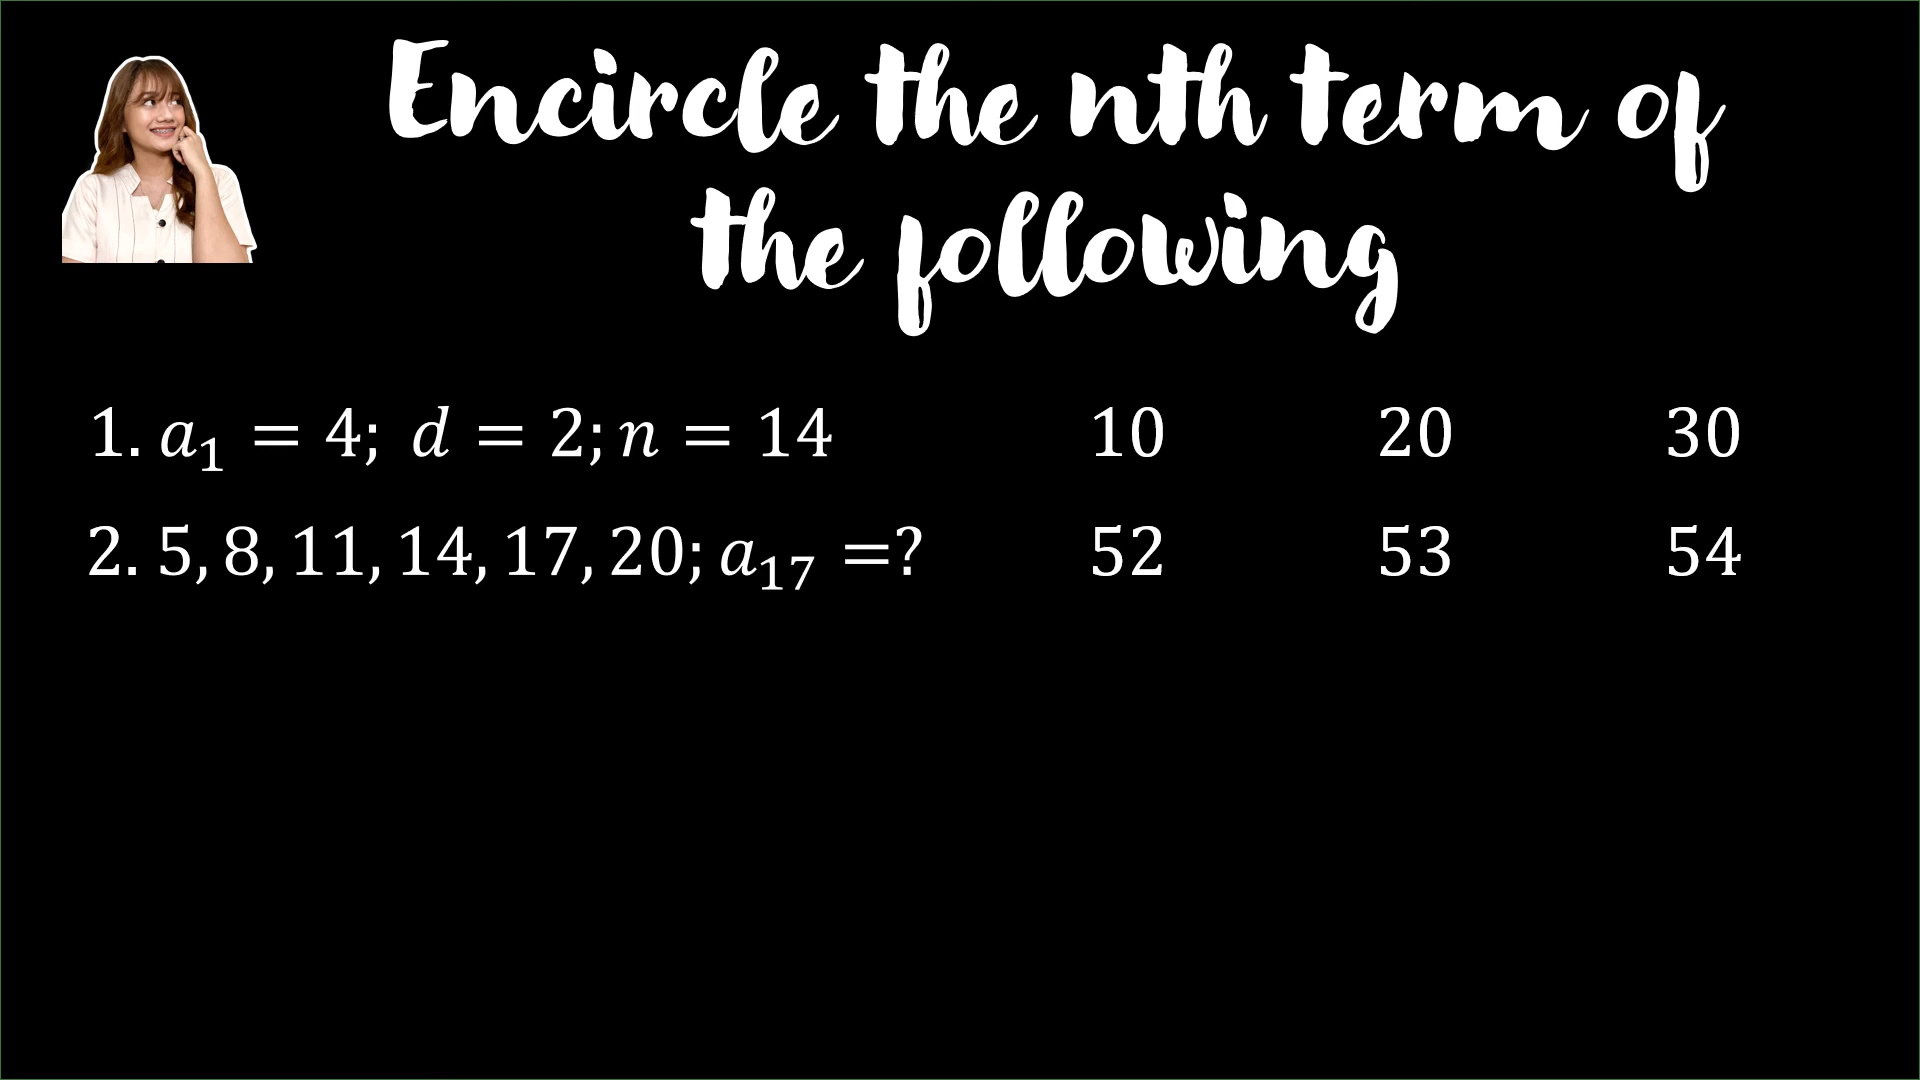 Encircle the nth term of
the following
1. a₁ = 4; d = 2; n = 14 10 20 30
2. 5, 8, 11, 14, 17, 20; a₁₇ =? 52 53 54